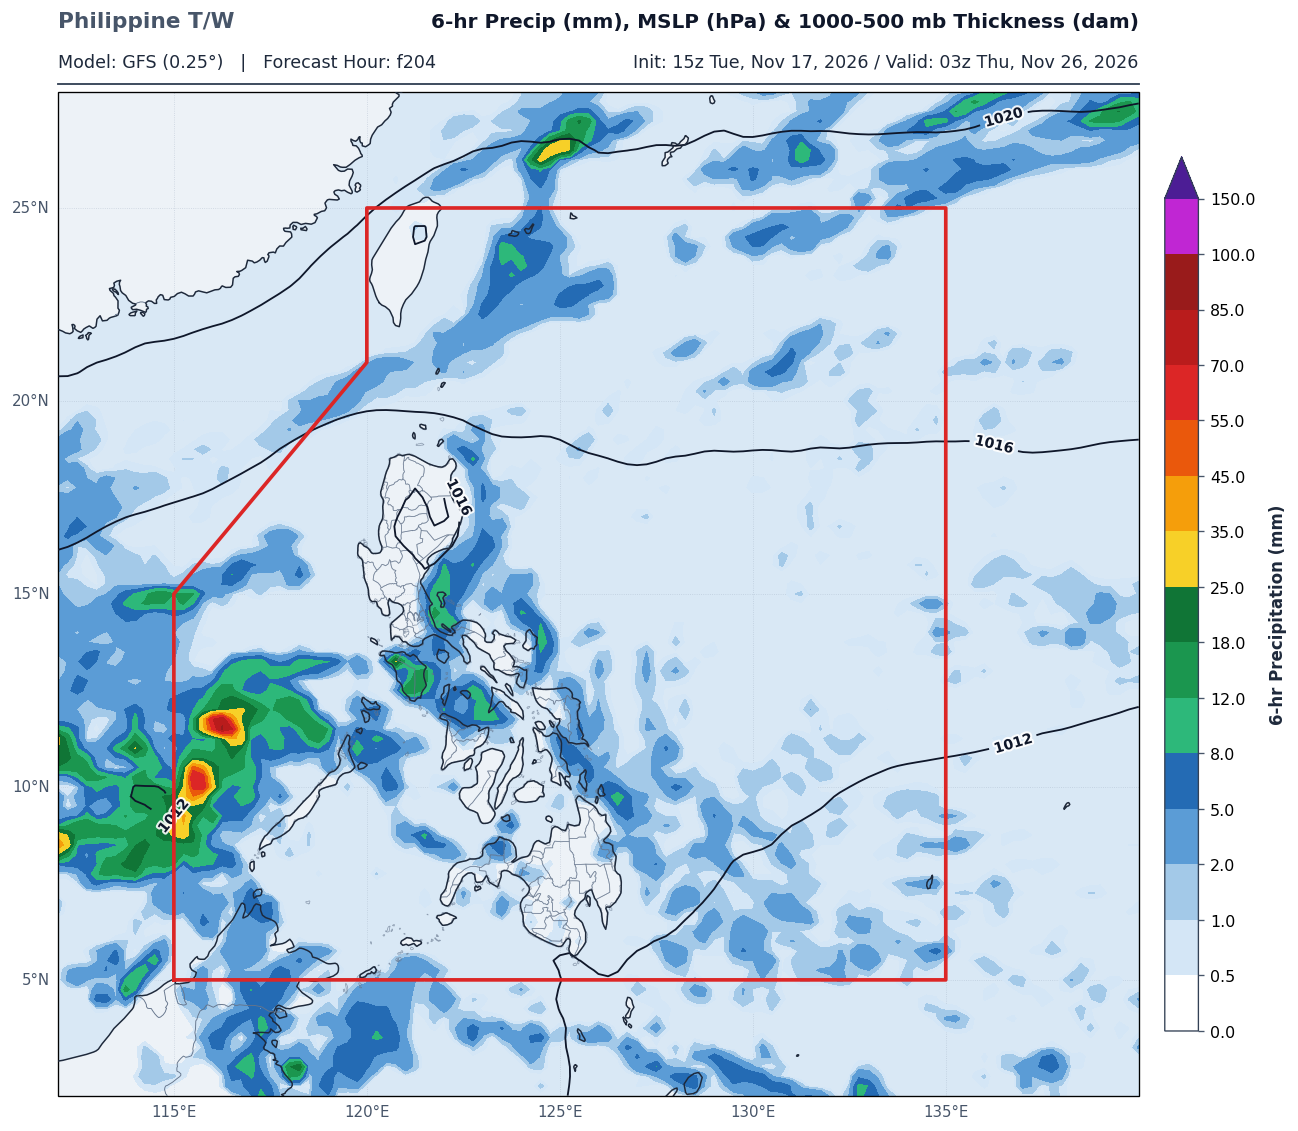 Philippine T/W
6-hr Precip (mm), MSLP (hPa) & 1000-500 mb Thickness (dam)
Model: GFS (0.25°) | Forecast Hour: f204
Init: 15z Tue, Nov 17, 2026 / Valid: 03z Thu, Nov 26, 2026
1020
1016
1016
1012
1012
25°N
20°N
15°N
10°N
5°N
115°E
120°E
125°E
130°E
135°E
150.0
100.0
85.0
70.0
55.0
45.0
35.0
25.0
18.0
12.0
8.0
5.0
2.0
1.0
0.5
0.0
6-hr Precipitation (mm)